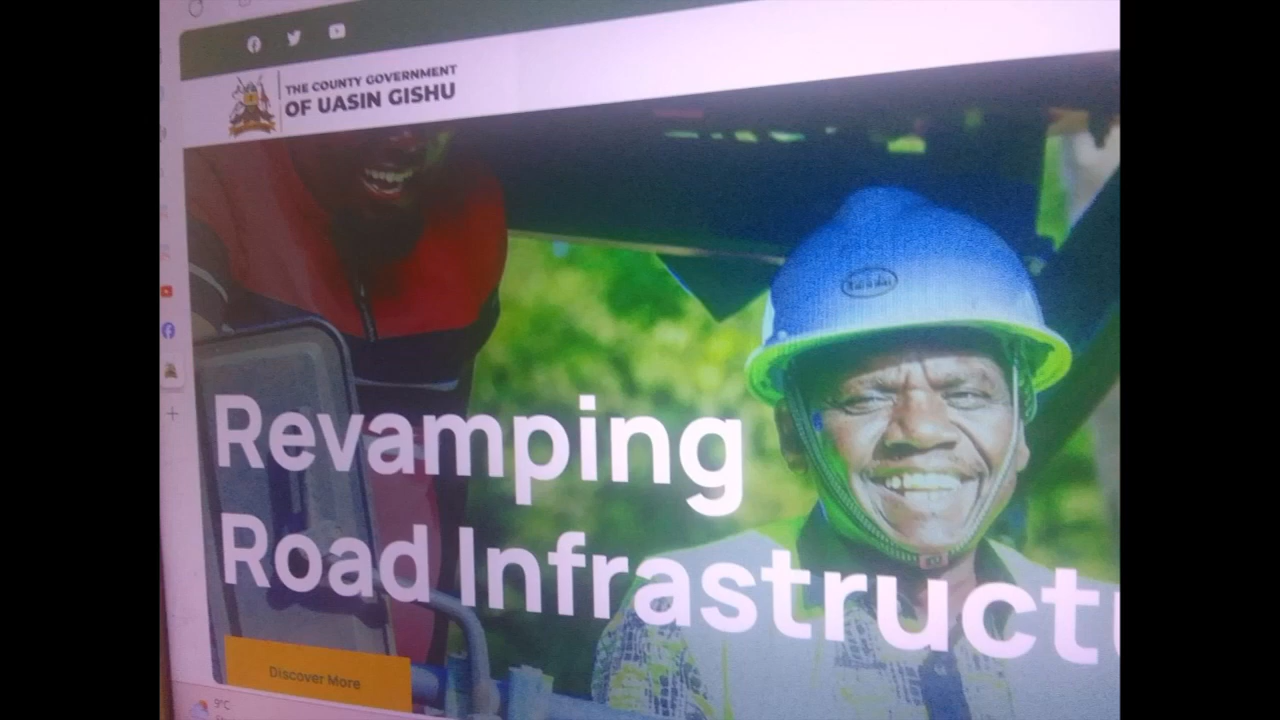 THE COUNTY GOVERNMENT
OF UASIN GISHU
Revamping
Road Infrastructu
Discover More
9°C